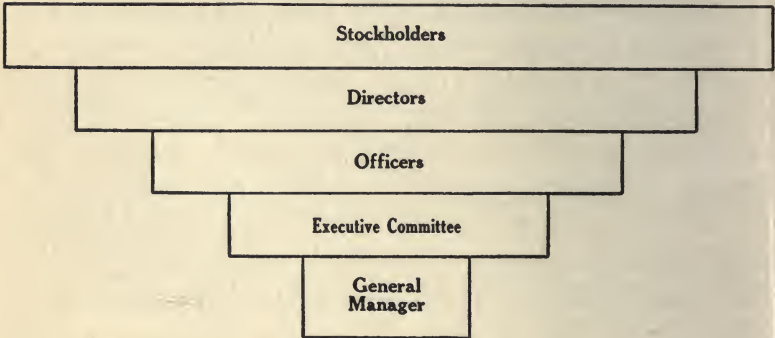 Stockholders
Directors
Officers
Executive Committee
General
Manager